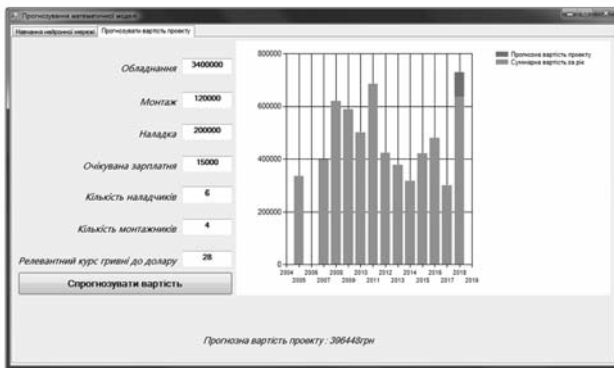 Прогнозування математичної моделі
Навчання нейронної мережі
Прогнозувати вартість проекту
Обладнання 3400000
Монтаж 120000
Наладка 200000
Очікувана зарплатня 15000
Кількість наладчиків 6
Кількість монтажників 4
Релевантний курс гривні до долару 28
Спрогнозувати вартість
800000
600000
400000
200000
0
2004 2006 2008 2010 2012 2014 2016 2018
2005 2007 2009 2011 2013 2015 2017 2019
Прогнозна вартість проекту
Сумарна вартість за рік
Прогнозна вартість проекту : 396448грн